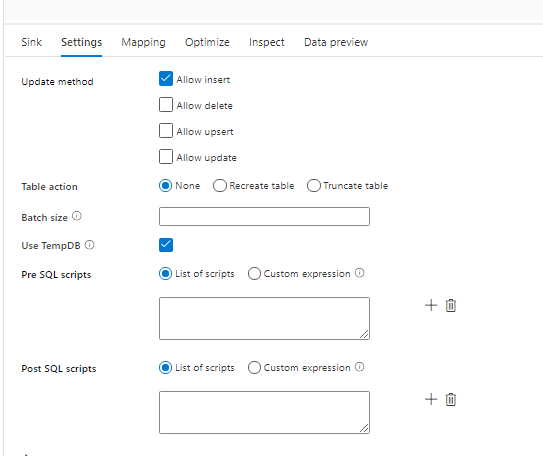 Sink Settings Mapping Optimize Inspect Data preview
Update method Allow insert
Allow delete
Allow upsert
Allow update
Table action None Recreate table Truncate table
Batch size
Use TempDB
Pre SQL scripts List of scripts Custom expression
Post SQL scripts List of scripts Custom expression